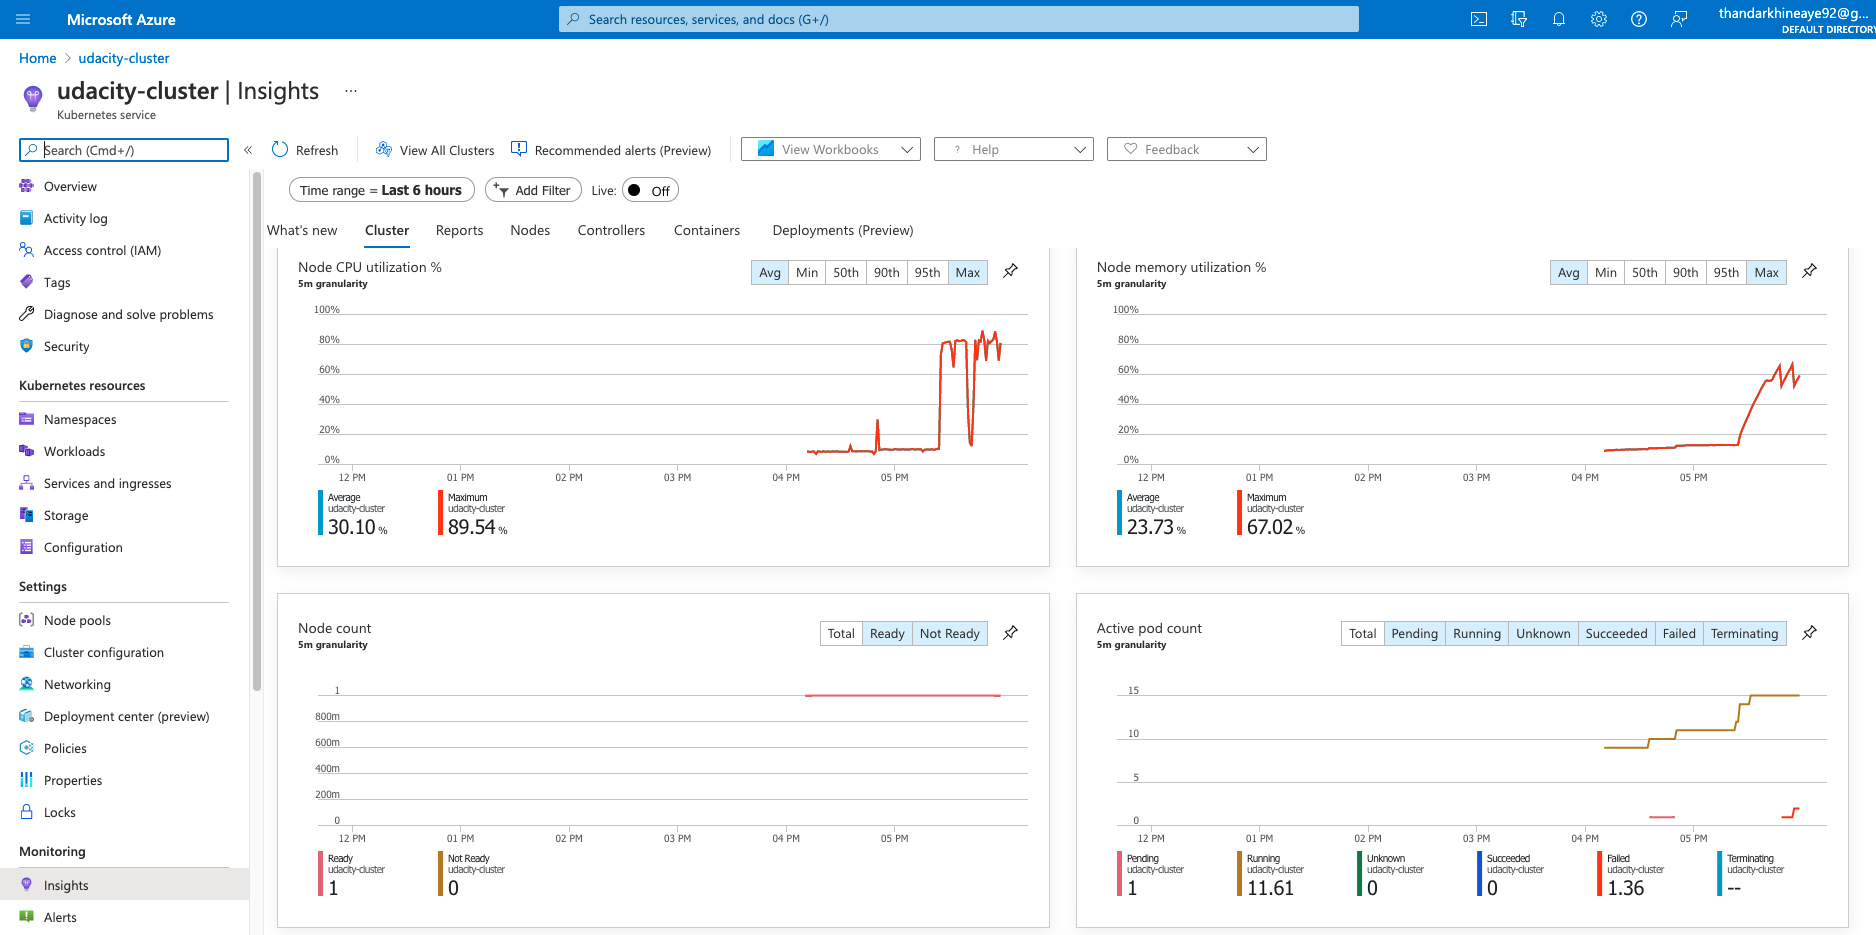 Microsoft Azure
Search resources, services, and docs (G+/)
thandarkhineaye92@g...
DEFAULT DIRECTORY
Home > udacity-cluster
udacity-cluster | Insights ...
Kubernetes service
Search (Cmd+/)
«
Refresh
View All Clusters
Recommended alerts (Preview)
View Workbooks
? Help
Feedback
Time range = Last 6 hours
Add Filter
Live: Off
What's new
Cluster
Reports
Nodes
Controllers
Containers
Deployments (Preview)
Overview
Activity log
Access control (IAM)
Tags
Diagnose and solve problems
Security
Kubernetes resources
Namespaces
Workloads
Services and ingresses
Storage
Configuration
Settings
Node pools
Cluster configuration
Networking
Deployment center (preview)
Policies
Properties
Locks
Monitoring
Insights
Alerts
Node CPU utilization %
5m granularity
Avg Min 50th 90th 95th Max
100%
80%
60%
40%
20%
0%
12 PM 01 PM 02 PM 03 PM 04 PM 05 PM
Average
udacity-cluster
30.10 %
Maximum
udacity-cluster
89.54 %
Node memory utilization %
5m granularity
Avg Min 50th 90th 95th Max
100%
80%
60%
40%
20%
0%
12 PM 01 PM 02 PM 03 PM 04 PM 05 PM
Average
udacity-cluster
23.73 %
Maximum
udacity-cluster
67.02 %
Node count
5m granularity
Total Ready Not Ready
1
800m
600m
400m
200m
0
12 PM 01 PM 02 PM 03 PM 04 PM 05 PM
Ready
udacity-cluster
1
Not Ready
udacity-cluster
0
Active pod count
5m granularity
Total Pending Running Unknown Succeeded Failed Terminating
15
10
5
0
12 PM 01 PM 02 PM 03 PM 04 PM 05 PM
Pending
udacity-cluster
1
Running
udacity-cluster
11.61
Unknown
udacity-cluster
0
Succeeded
udacity-cluster
0
Failed
udacity-cluster
1.36
Terminating
udacity-cluster
--